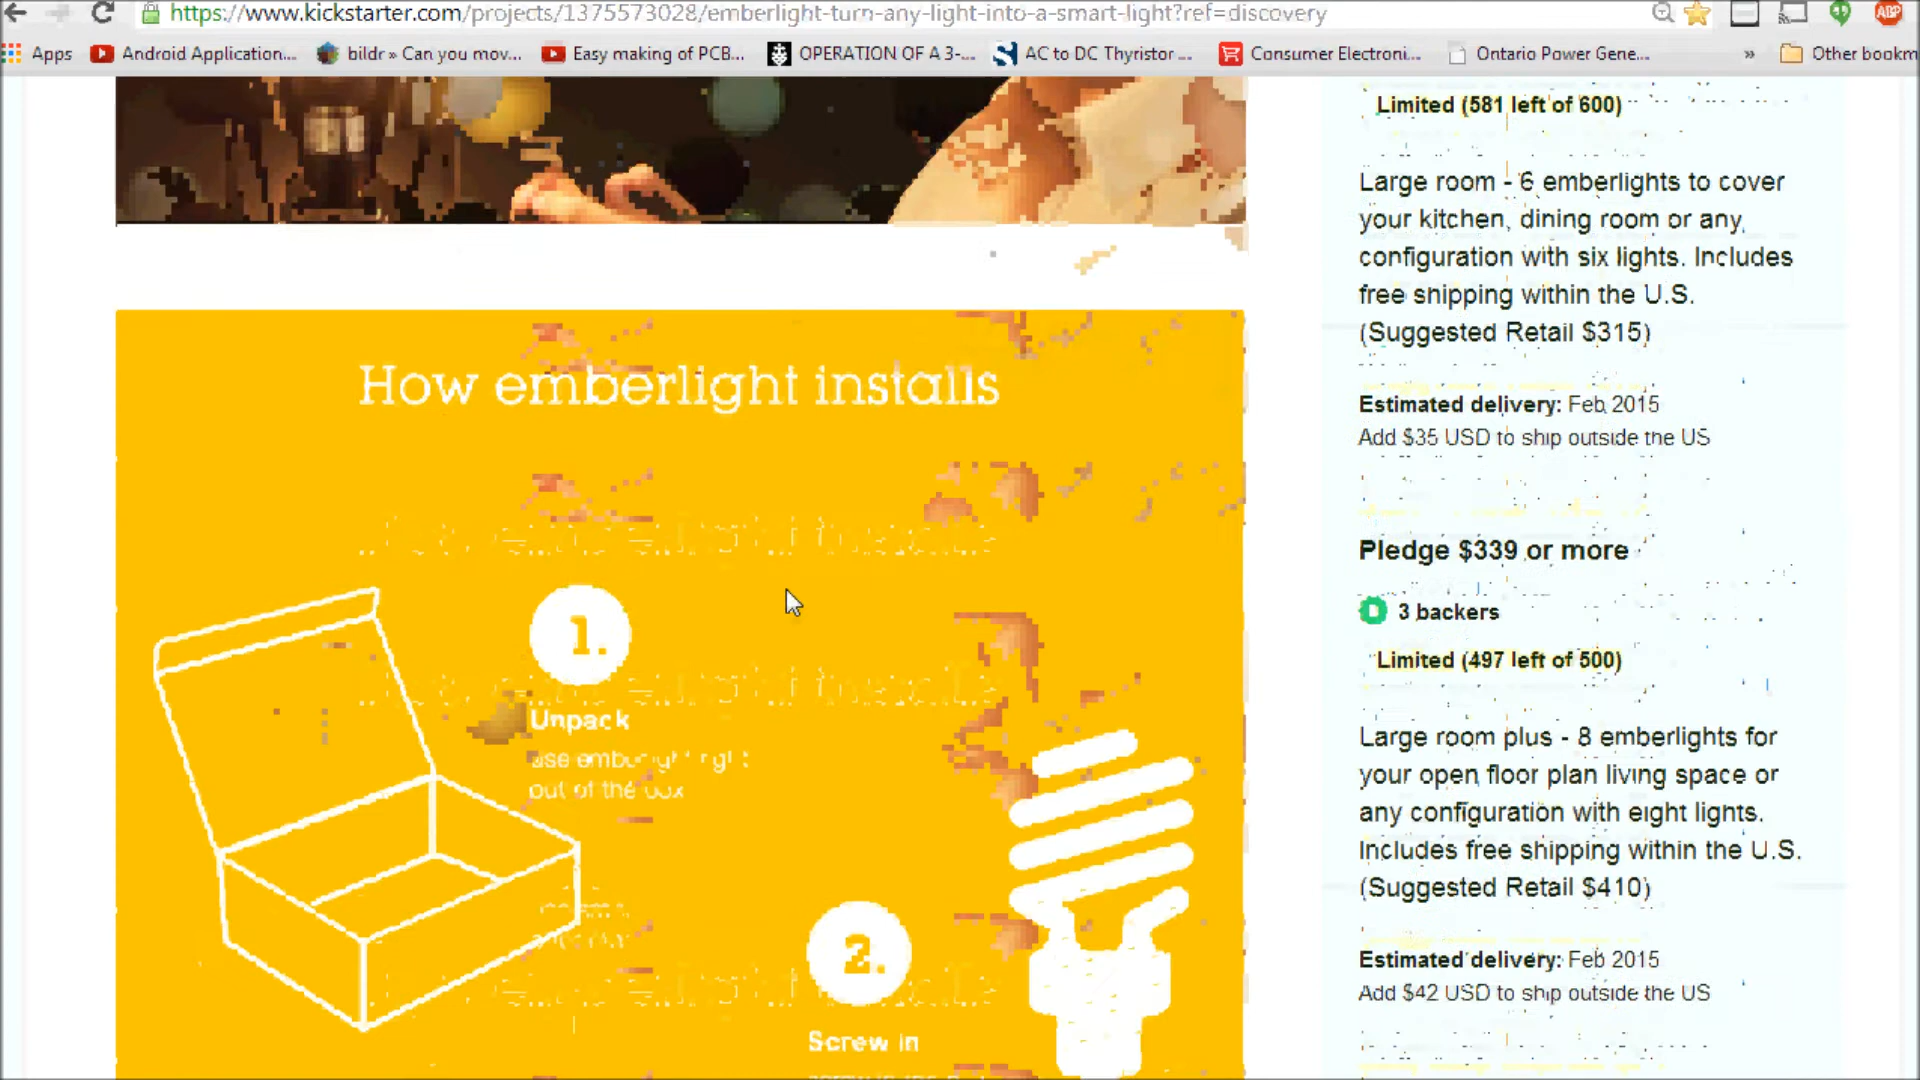 https://www.kickstarter.com/projects/1375573028/emberlight-turn-any-light-into-a-smart-light?ref=discovery
ABP
Apps
Android Application...
bildr » Can you mov...
Easy making of PCB...
OPERATION OF A 3-...
AC to DC Thyristor ...
Consumer Electroni...
Ontario Power Gene...
»
Other bookm
How emberlight installs
1.
Unpack
out of the box
2.
Screw in
Limited (581 left of 600)
Large room - 6 emberlights to cover
your kitchen, dining room or any
configuration with six lights. Includes
free shipping within the U.S.
(Suggested Retail $315)
Estimated delivery: Feb 2015
Add $35 USD to ship outside the US
Pledge $339 or more
3 backers
Limited (497 left of 500)
Large room plus - 8 emberlights for
your open floor plan living space or
any configuration with eight lights.
Includes free shipping within the U.S.
(Suggested Retail $410)
Estimated delivery: Feb 2015
Add $42 USD to ship outside the US